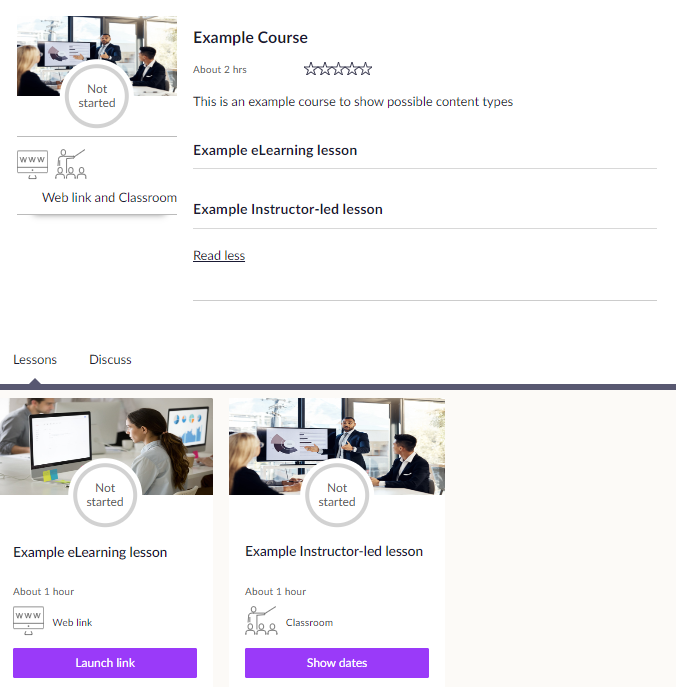 Example Course
About 2 hrs
Not
started
This is an example course to show possible content types
WWW
Web link and Classroom
Example eLearning lesson
Example Instructor-led lesson
Read less
Lessons
Discuss
Not
started
Example eLearning lesson
About 1 hour
WWW
Web link
Launch link
Not
started
Example Instructor-led lesson
About 1 hour
Classroom
Show dates